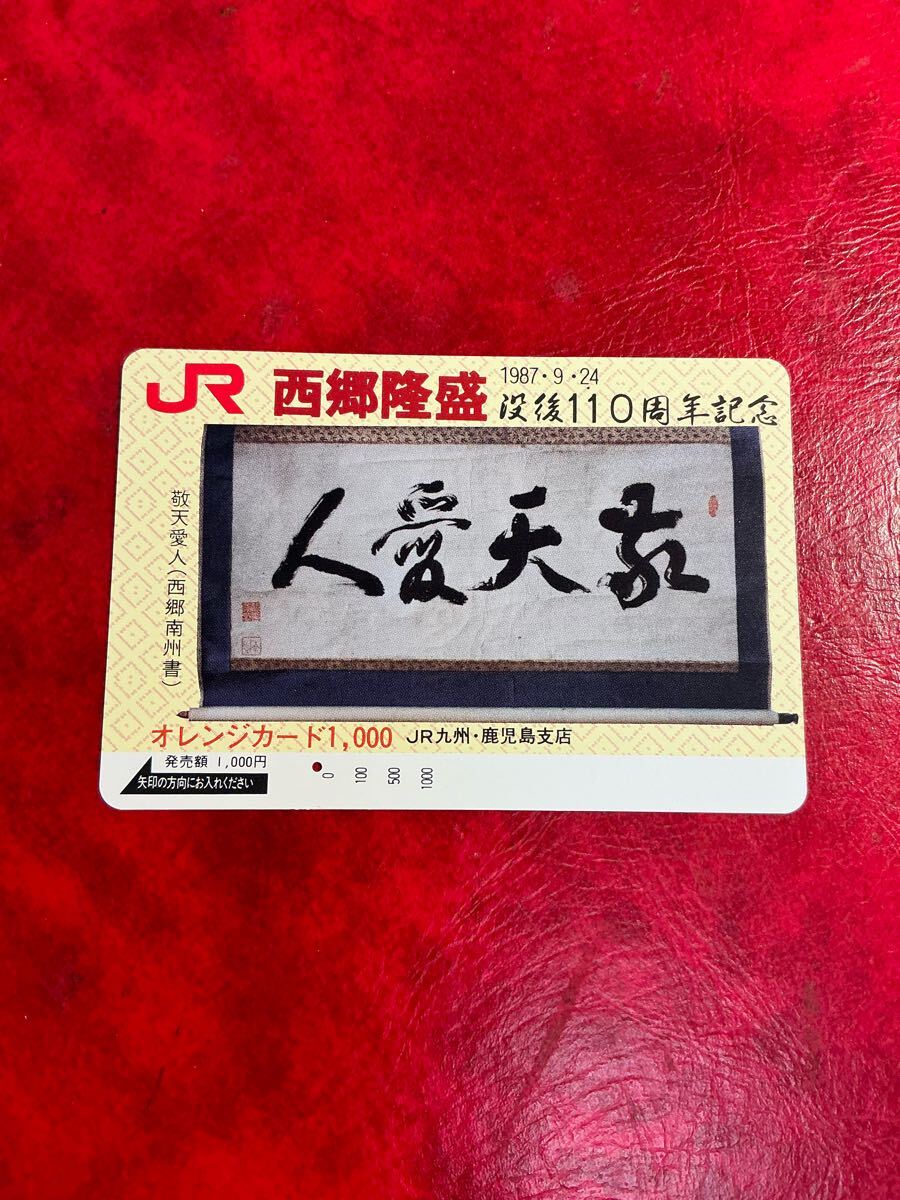 JR 西郷隆盛 1987・9・24
没後110周年記念
敬天愛人
敬天愛人(西郷南州書)
オレンジカード1,000 JR九州・鹿児島支店
発売額 1,000円
矢印の方向にお入れください
0 100 500 1000